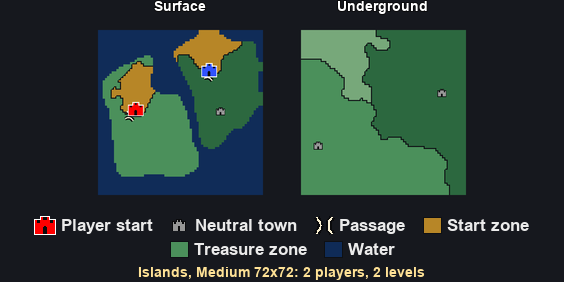 Surface
Underground
Player start
Neutral town
Passage
Start zone
Treasure zone
Water
Islands, Medium 72x72: 2 players, 2 levels